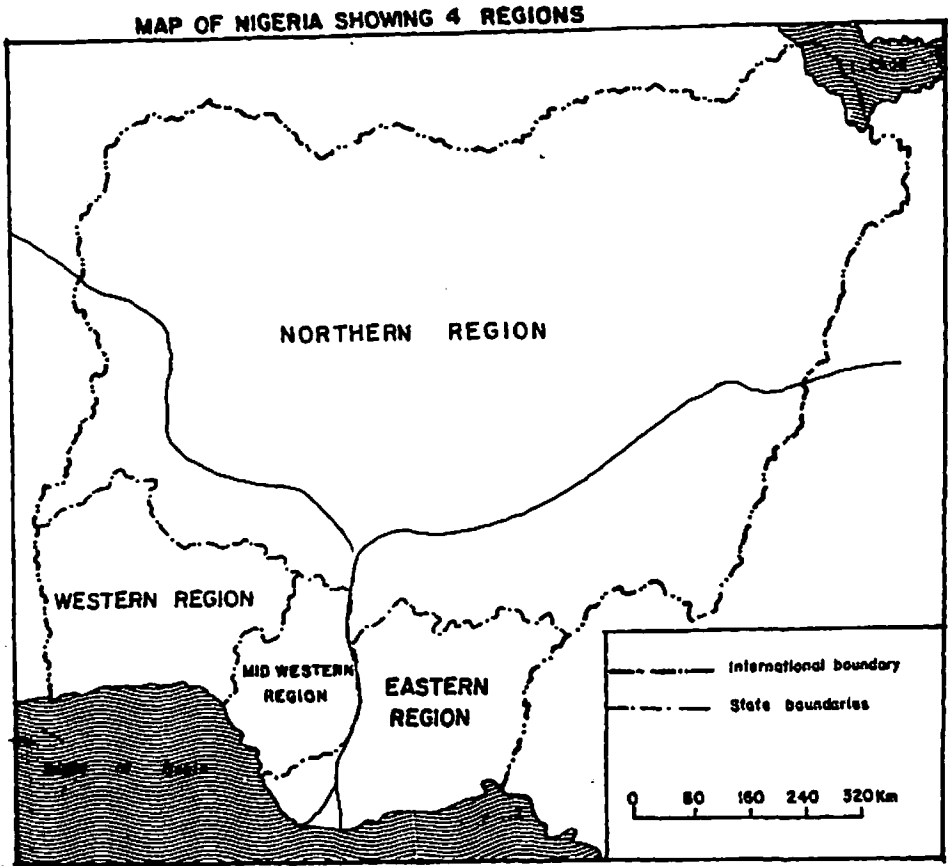 MAP OF NIGERIA SHOWING 4 REGIONS
NORTHERN REGION
WESTERN REGION
MID WESTERN
REGION
EASTERN
REGION
International boundary
State boundaries
0 80 160 240 320Km